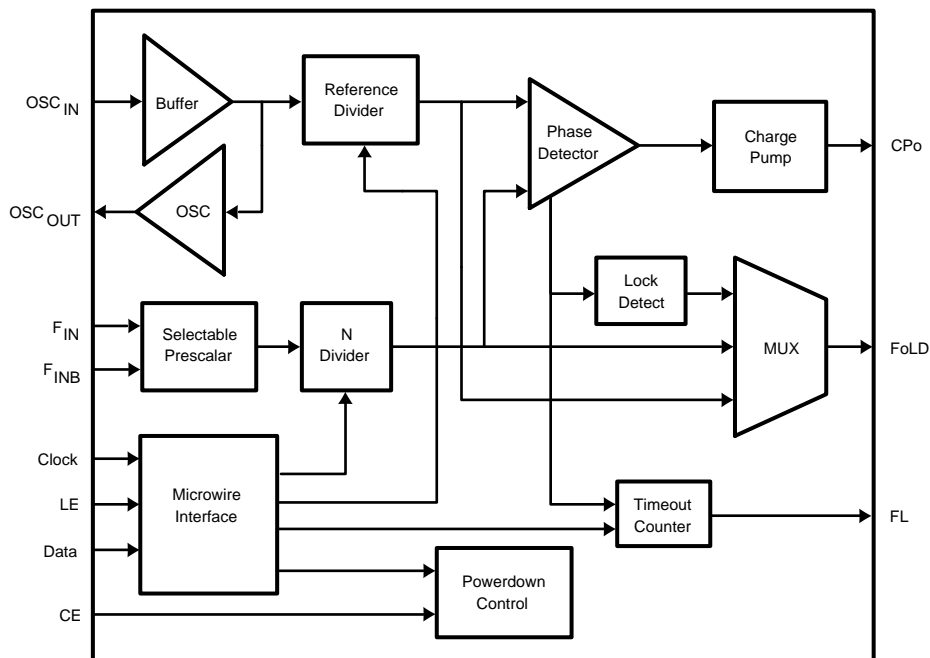 OSC IN
Buffer
Reference
Divider
Phase
Detector
Charge
Pump
CPo
OSC OUT
OSC
Lock
Detect
F IN
F INB
Selectable
Prescalar
N
Divider
MUX
FoLD
Clock
LE
Data
Microwire
Interface
Timeout
Counter
FL
CE
Powerdown
Control